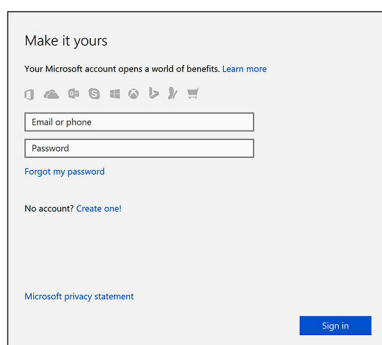 Make it yours
Your Microsoft account opens a world of benefits. Learn more
Email or phone
Password
Forgot my password
No account? Create one!
Microsoft privacy statement
Sign in